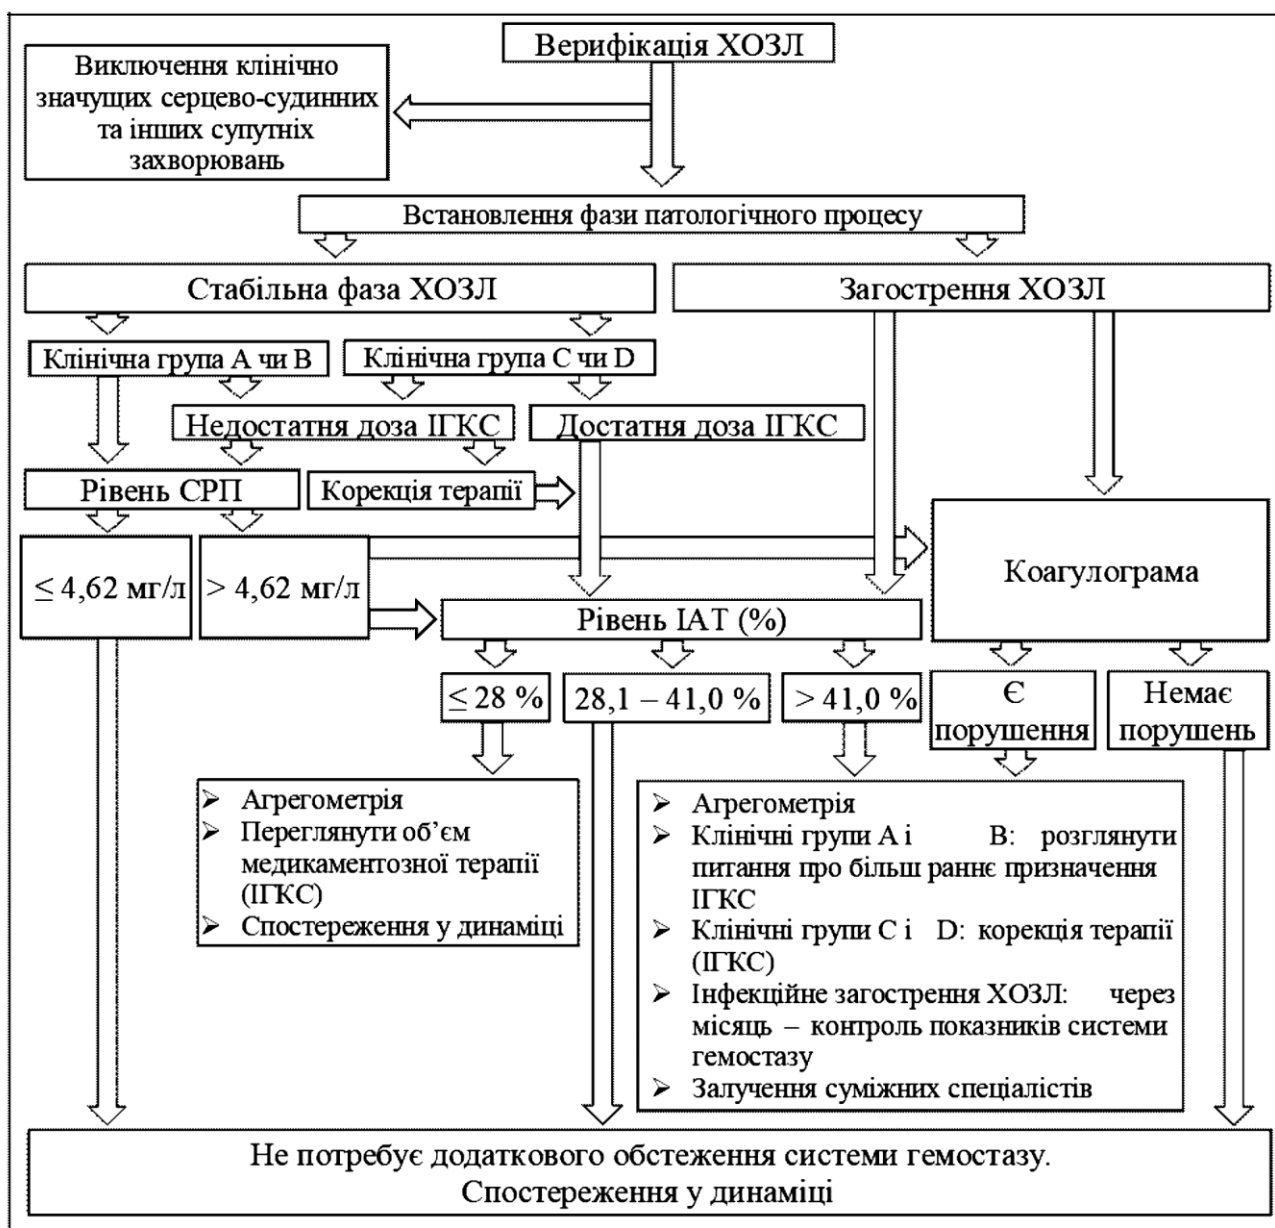 Верифікація ХОЗЛ
Виключення клінічно
значущих серцево-судинних
та інших супутніх
захворювань
Встановлення фази патологічного процесу
Стабільна фаза ХОЗЛ
Загострення ХОЗЛ
Клінічна група А чи В
Клінічна група С чи D
Недостатня доза ІГКС
Достатня доза ІГКС
Рівень СРП
Корекція терапії
≤ 4,62 мг/л
> 4,62 мг/л
Коагулограма
Рівень ІАТ (%)
≤ 28 %
28,1 – 41,0 %
> 41,0 %
Є
порушення
Немає
порушень
➢ Агрегометрія
➢ Переглянути об’єм
медикаментозної терапії
(ІГКС)
➢ Спостереження у динаміці
➢ Агрегометрія
➢ Клінічні групи А і В: розглянути
питання про більш раннє призначення
ІГКС
➢ Клінічні групи С і D: корекція терапії
(ІГКС)
➢ Інфекційне загострення ХОЗЛ: через
місяць – контроль показників системи
гемостазу
➢ Залучення суміжних спеціалістів
Не потребує додаткового обстеження системи гемостазу.
Спостереження у динаміці